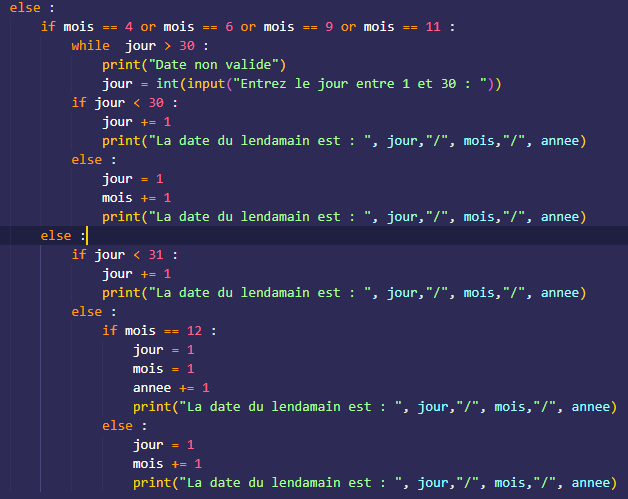 else :
    if mois == 4 or mois == 6 or mois == 9 or mois == 11 :
        while  jour > 30 :
            print("Date non valide")
            jour = int(input("Entrez le jour entre 1 et 30 : "))
        if jour < 30 :
            jour += 1
            print("La date du lendamain est : ", jour,"/", mois,"/", annee)
        else :
            jour = 1
            mois += 1
            print("La date du lendamain est : ", jour,"/", mois,"/", annee)
    else :
        if jour < 31 :
            jour += 1
            print("La date du lendamain est : ", jour,"/", mois,"/", annee)
        else :
            if mois == 12 :
                jour = 1
                mois = 1
                annee += 1
                print("La date du lendamain est : ", jour,"/", mois,"/", annee)
            else :
                jour = 1
                mois += 1
                print("La date du lendamain est : ", jour,"/", mois,"/", annee)